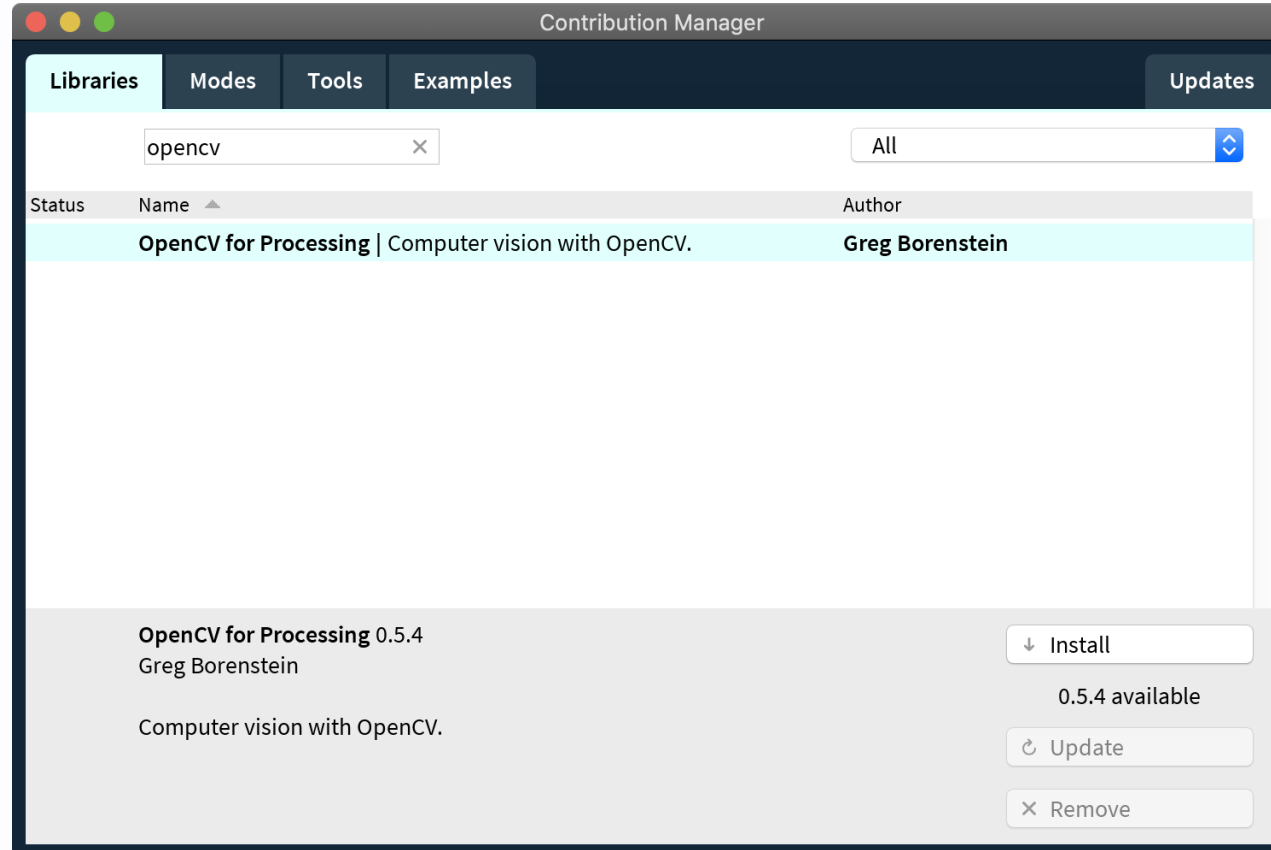 Contribution Manager
Libraries Modes Tools Examples Updates
opencv All
Status Name Author
OpenCV for Processing | Computer vision with OpenCV. Greg Borenstein
OpenCV for Processing 0.5.4
Greg Borenstein
Computer vision with OpenCV.
Install
0.5.4 available
Update
Remove